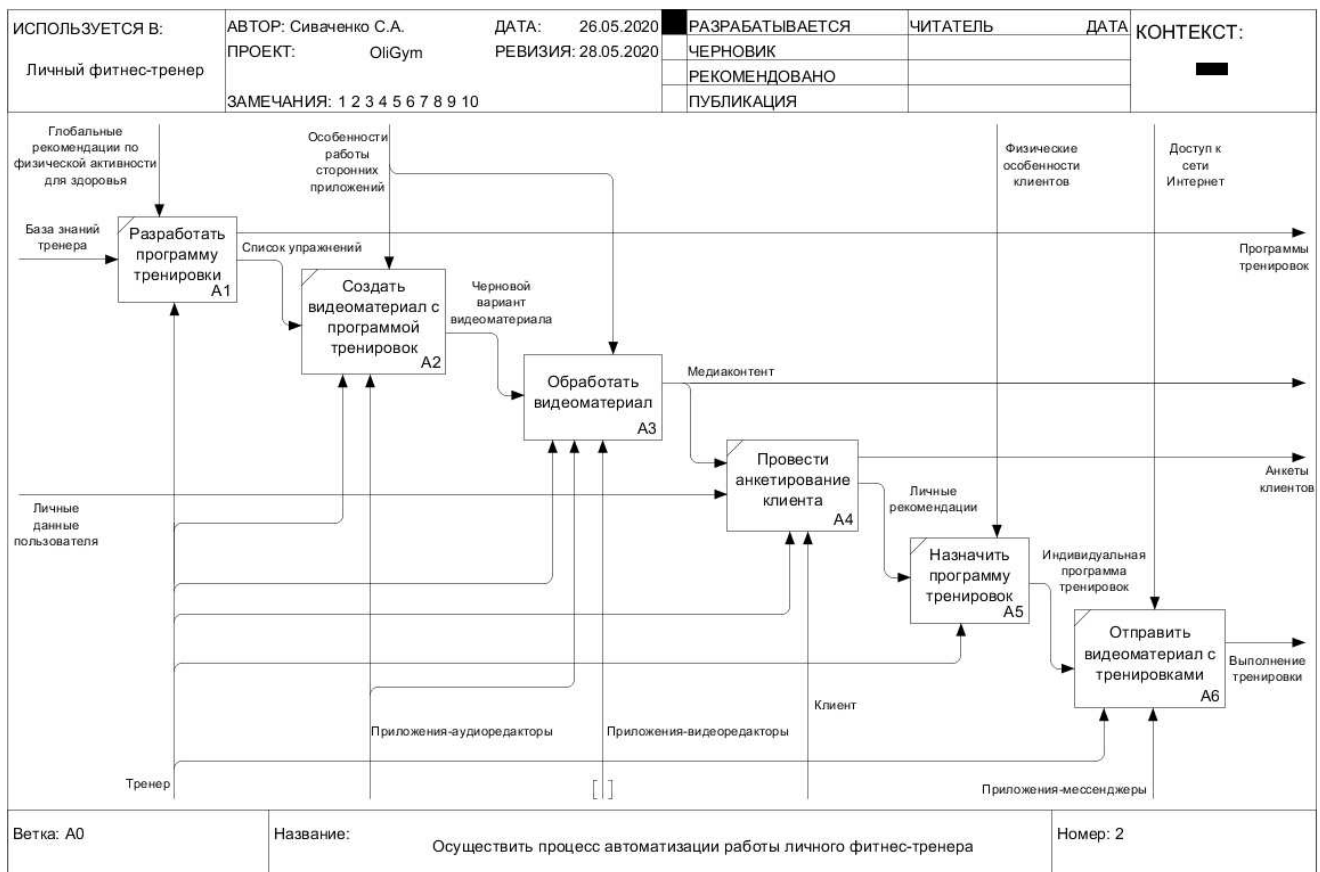 ИСПОЛЬЗУЕТСЯ В:
Личный фитнес-тренер
АВТОР: Сиваченко С.А.
ДАТА: 26.05.2020
ПРОЕКТ: OliGym
РЕВИЗИЯ: 28.05.2020
ЗАМЕЧАНИЯ: 1 2 3 4 5 6 7 8 9 10
РАЗРАБАТЫВАЕТСЯ
ЧЕРНОВИК
РЕКОМЕНДОВАНО
ПУБЛИКАЦИЯ
ЧИТАТЕЛЬ
ДАТА
КОНТЕКСТ:
Глобальные
рекомендации по
физической активности
для здоровья
Особенности
работы
сторонних
приложений
Физические
особенности
клиентов
Доступ к
сети
Интернет
База знаний
тренера
Разработать
программу
тренировки
A1
Список упражнений
Программы
тренировок
Создать
видеоматериал с
программой
тренировок
A2
Черновой
вариант
видеоматериала
Обработать
видеоматериал
A3
Медиаконтент
Провести
анкетирование
клиента
A4
Анкеты
клиентов
Личные
данные
пользователя
Личные
рекомендации
Назначить
программу
тренировок
A5
Индивидуальная
программа
тренировок
Отправить
видеоматериал с
тренировками
A6
Выполнение
тренировки
Клиент
Приложения-аудиоредакторы
Приложения-видеоредакторы
Тренер
[ ]
Приложения-мессенджеры
Ветка: A0
Название:
Осуществить процесс автоматизации работы личного фитнес-тренера
Номер: 2